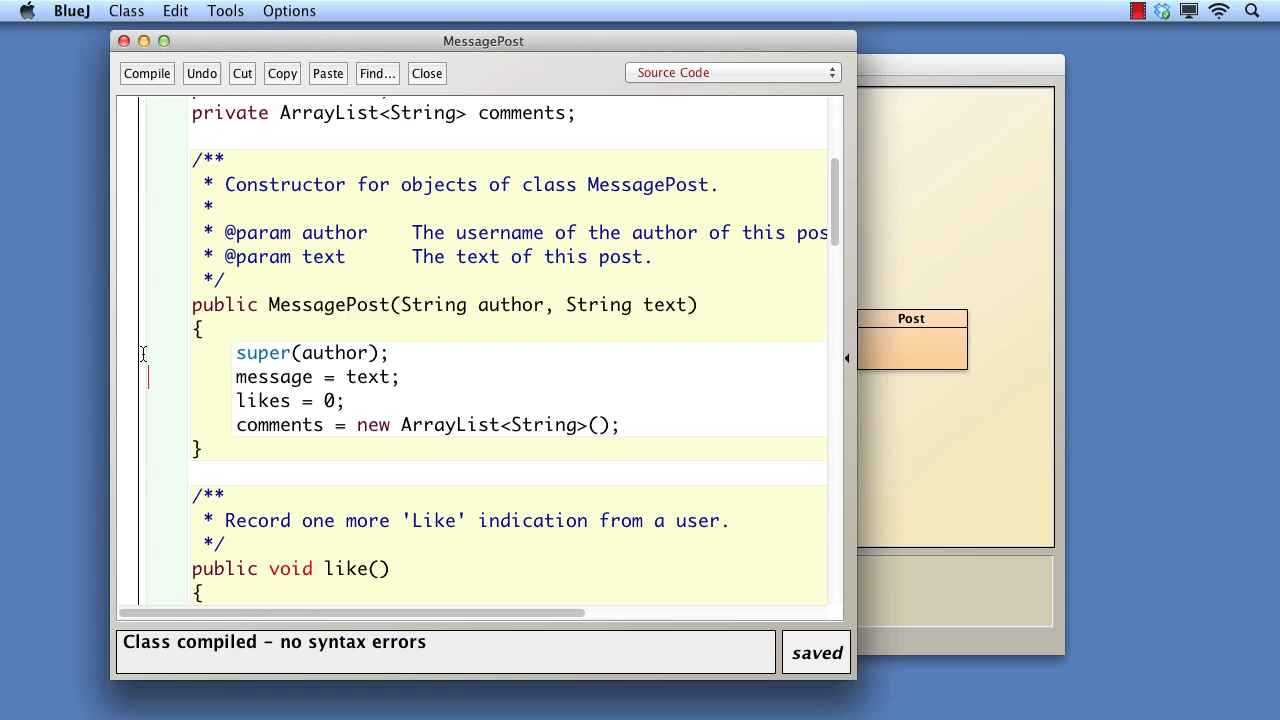 BlueJ Class Edit Tools Options
MessagePost
Compile Undo Cut Copy Paste Find... Close Source Code
private ArrayList<String> comments;
/**
 * Constructor for objects of class MessagePost.
 *
 * @param author    The username of the author of this pos
 * @param text      The text of this post.
 */
public MessagePost(String author, String text)
{
    super(author);
    message = text;
    likes = 0;
    comments = new ArrayList<String>();
}
/**
 * Record one more 'Like' indication from a user.
 */
public void like()
{
Post
Class compiled - no syntax errors
saved